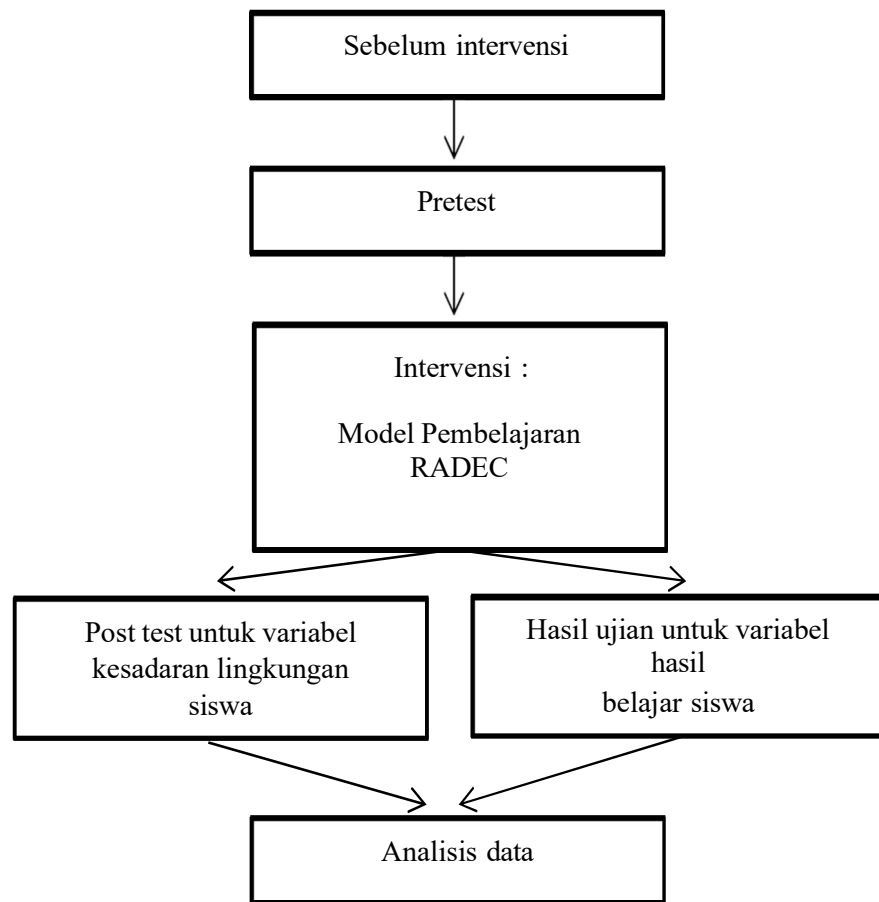 Sebelum intervensi
Pretest
Intervensi :
Model Pembelajaran
RADEC
Post test untuk variabel
kesadaran lingkungan
siswa
Hasil ujian untuk variabel
hasil
belajar siswa
Analisis data